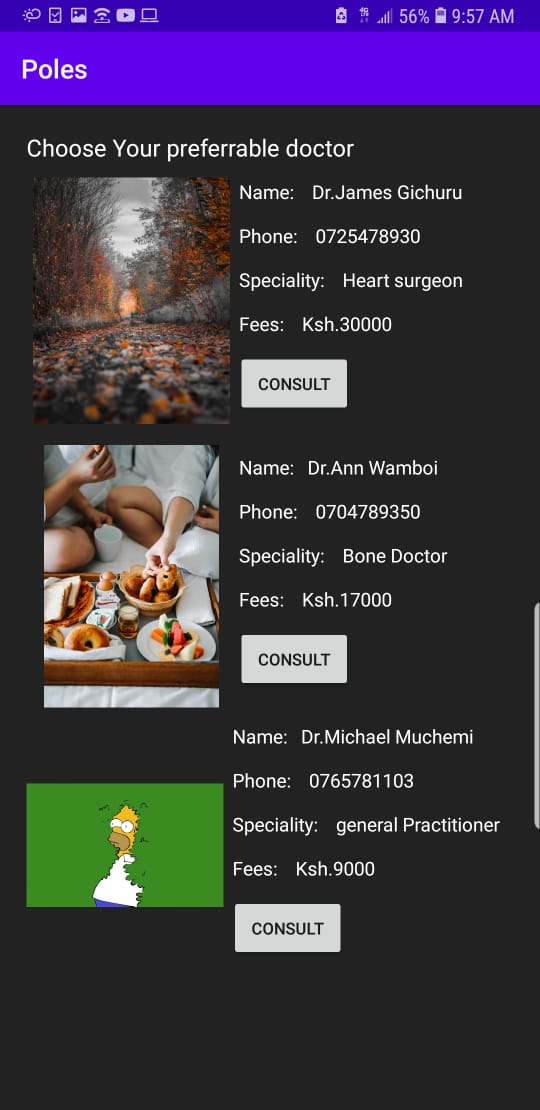 56% 9:57 AM
Poles
Choose Your preferrable doctor
Name: Dr.James Gichuru
Phone: 0725478930
Speciality: Heart surgeon
Fees: Ksh.30000
CONSULT
Name: Dr.Ann Wamboi
Phone: 0704789350
Speciality: Bone Doctor
Fees: Ksh.17000
CONSULT
Name: Dr.Michael Muchemi
Phone: 0765781103
Speciality: general Practitioner
Fees: Ksh.9000
CONSULT